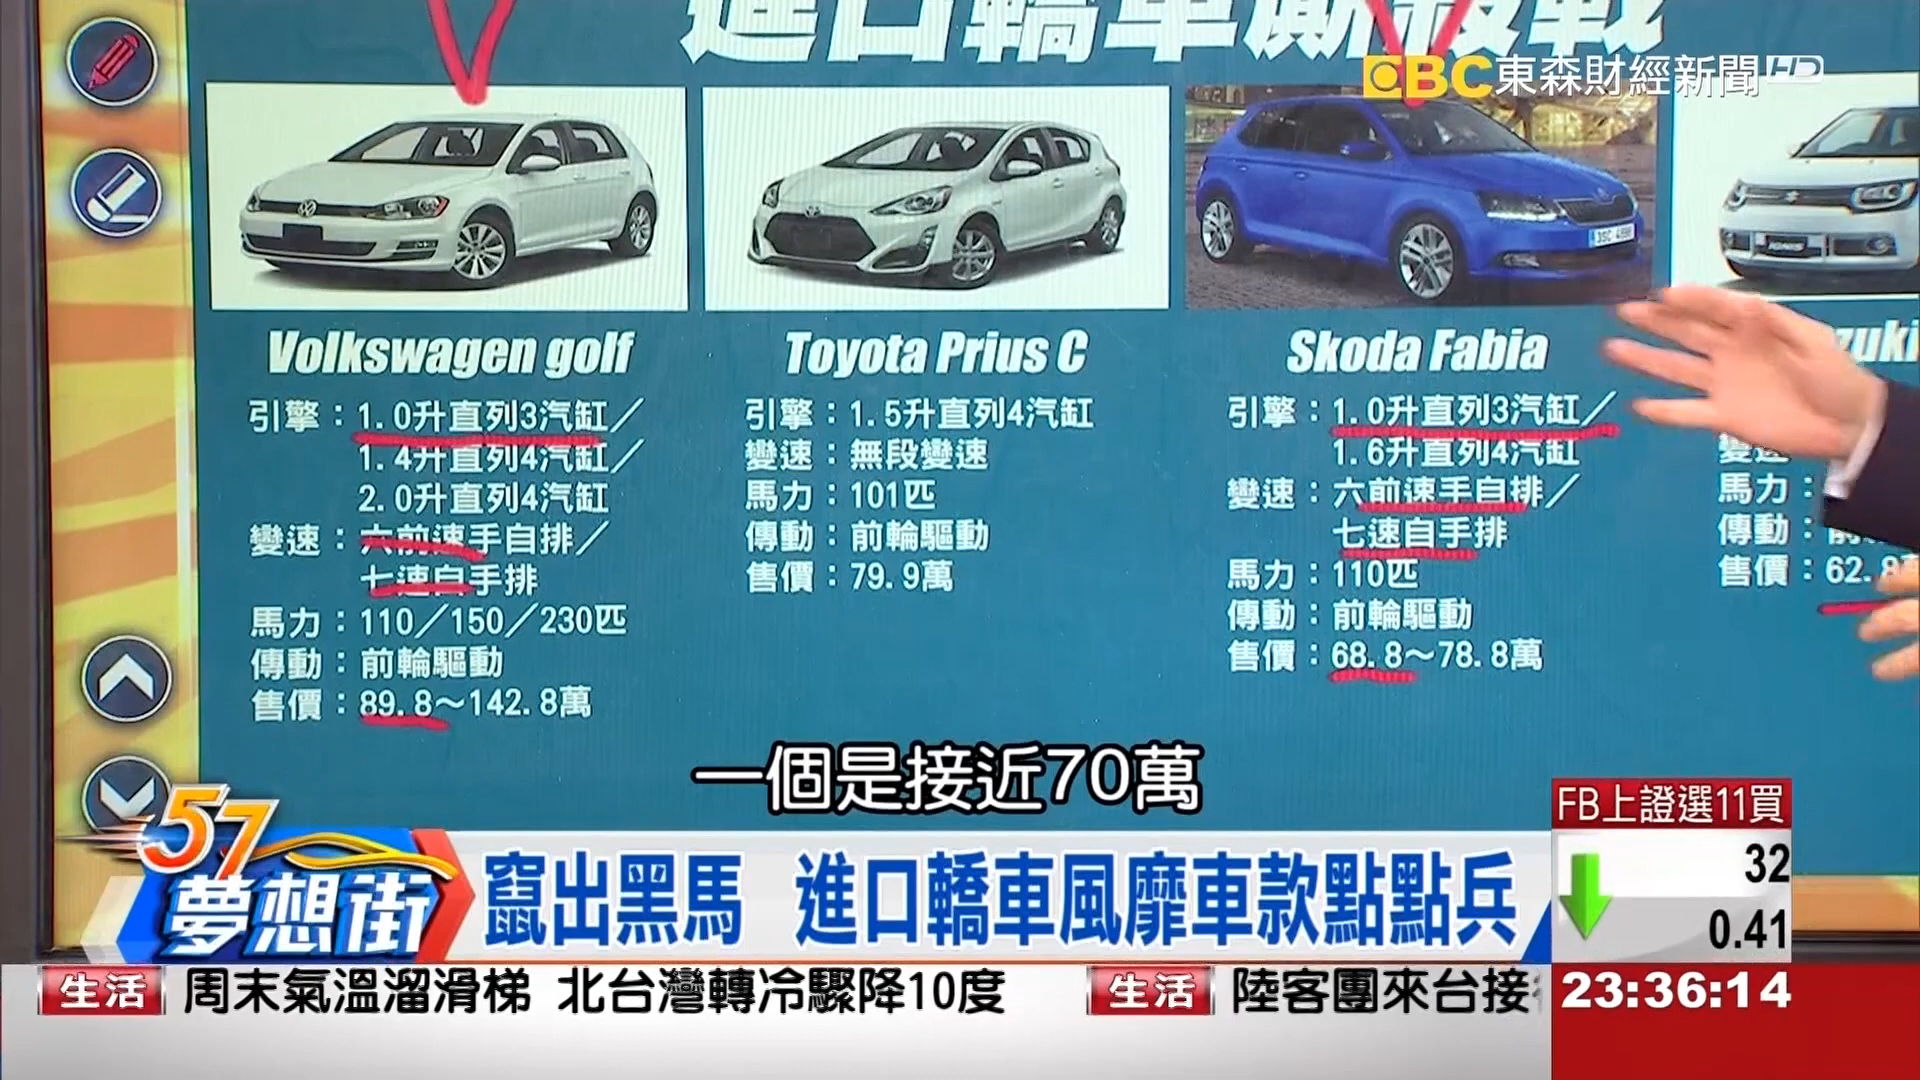 進口轎車廝殺戰
EBC東森財經新聞HD
3SC 4898
Volkswagen golf
引擎：1.0升直列3汽缸／
1.4升直列4汽缸／
2.0升直列4汽缸
變速：六前速手自排／
七速自手排
馬力：110／150／230匹
傳動：前輪驅動
售價：89.8～142.8萬
Toyota Prius C
引擎：1.5升直列4汽缸
變速：無段變速
馬力：101匹
傳動：前輪驅動
售價：79.9萬
Skoda Fabia
引擎：1.0升直列3汽缸／
1.6升直列4汽缸
變速：六前速手自排／
七速自手排
馬力：110匹
傳動：前輪驅動
售價：68.8～78.8萬
zuki
變速
馬力：
傳動：前
售價：62.8萬
一個是接近70萬
57
夢想街
竄出黑馬 進口轎車風靡車款點點兵
FB上證選11買
32
0.41
生活 周末氣溫溜滑梯 北台灣轉冷驟降10度 生活 陸客團來台接
23:36:14